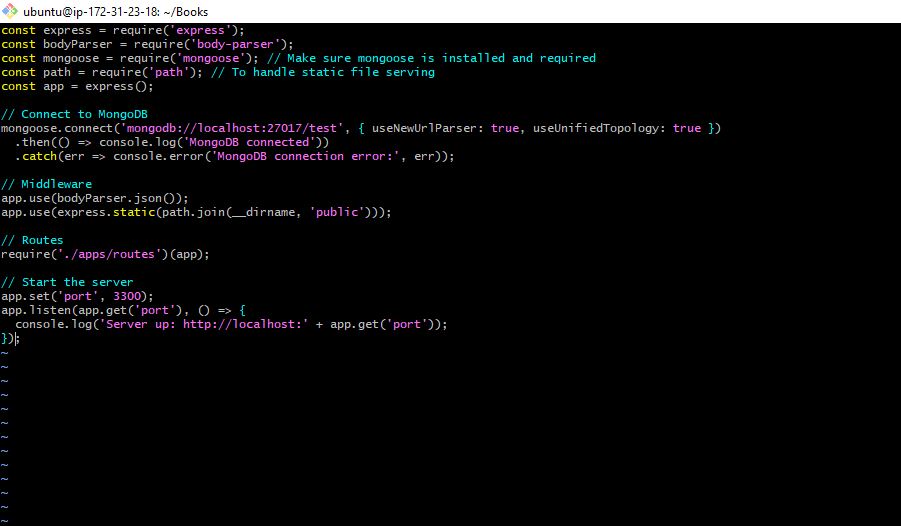 ubuntu@ip-172-31-23-18: ~/Books
const express = require('express');
const bodyParser = require('body-parser');
const mongoose = require('mongoose'); // Make sure mongoose is installed and required
const path = require('path'); // To handle static file serving
const app = express();

// Connect to MongoDB
mongoose.connect('mongodb://localhost:27017/test', { useNewUrlParser: true, useUnifiedTopology: true })
  .then(() => console.log('MongoDB connected'))
  .catch(err => console.error('MongoDB connection error:', err));

// Middleware
app.use(bodyParser.json());
app.use(express.static(path.join(__dirname, 'public')));

// Routes
require('./apps/routes')(app);

// Start the server
app.set('port', 3300);
app.listen(app.get('port'), () => {
  console.log('Server up: http://localhost:' + app.get('port'));
});
~
~
~
~
~
~
~
~
~
~
~
~
~